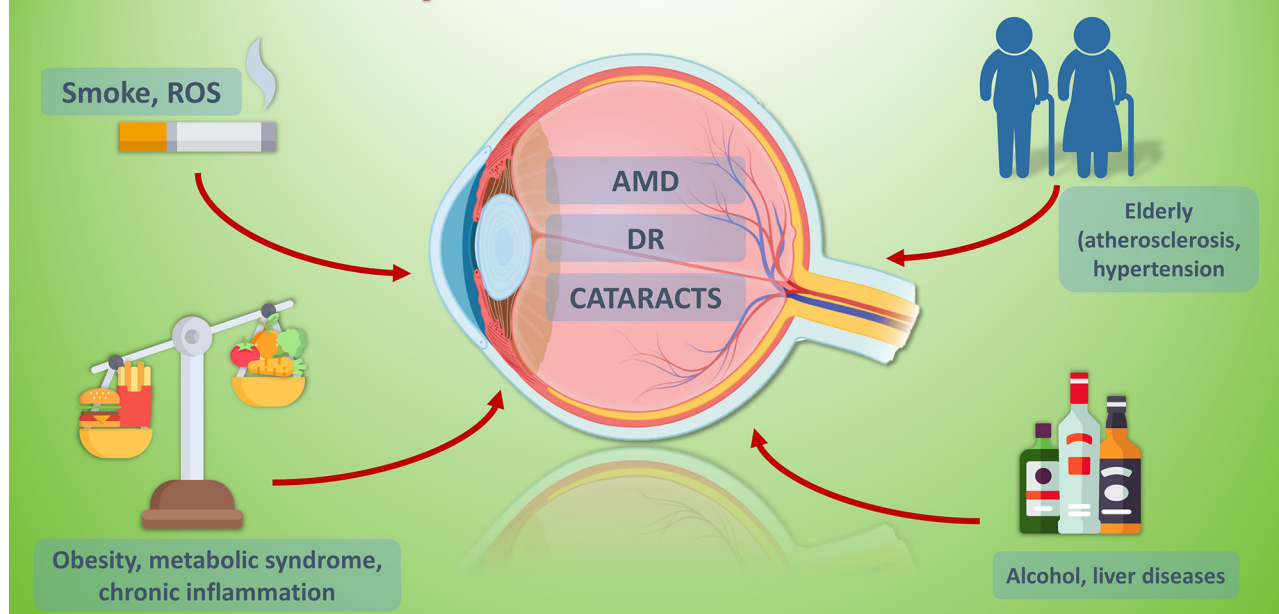 Smoke, ROS
AMD
DR
CATARACTS
Elderly
(atherosclerosis,
hypertension
Obesity, metabolic syndrome,
chronic inflammation
Alcohol, liver diseases